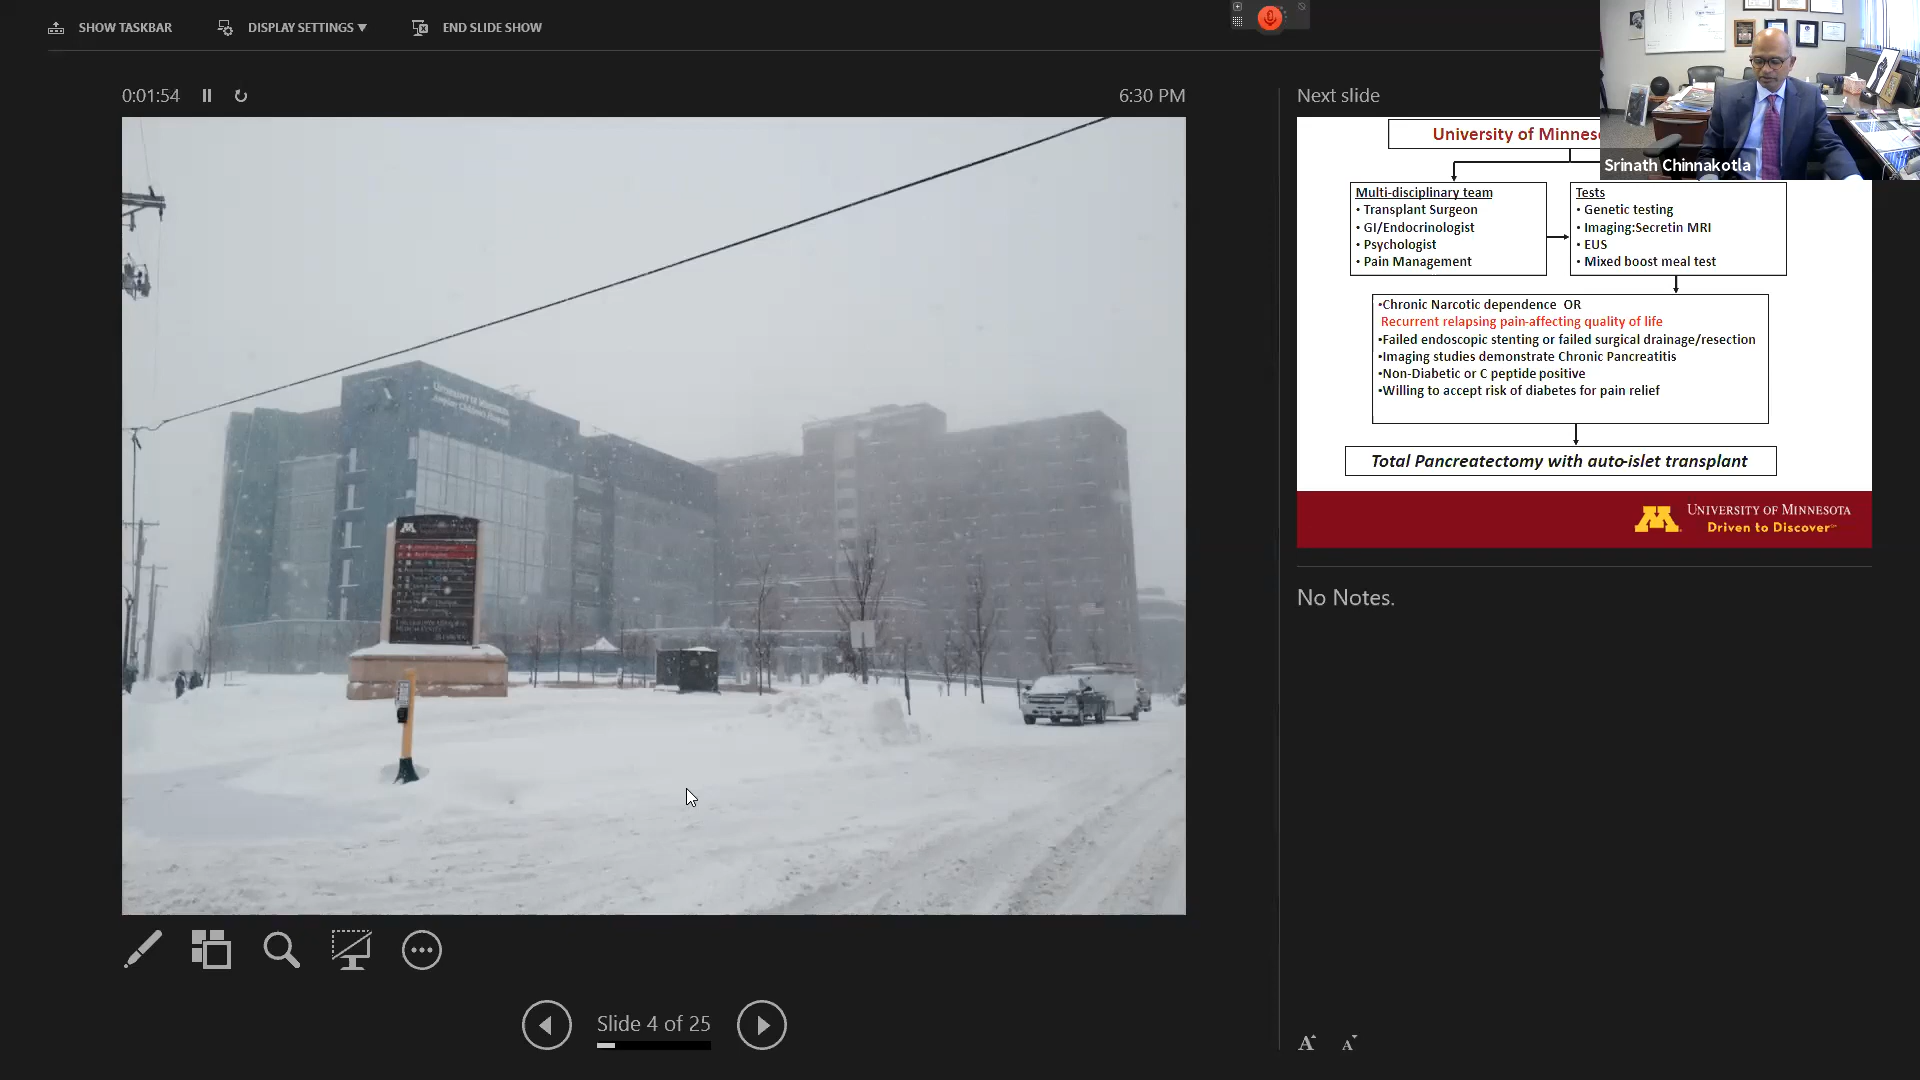 SHOW TASKBAR
DISPLAY SETTINGS ▼
END SLIDE SHOW
0:01:54
6:30 PM
Next slide
UNIVERSITY OF MINNESOTA
Srinath Chinnakotla
University of Minnes
Multi-disciplinary team
• Transplant Surgeon
• GI/Endocrinologist
• Psychologist
• Pain Management
Tests
• Genetic testing
• Imaging:Secretin MRI
• EUS
• Mixed boost meal test
•Chronic Narcotic dependence OR
Recurrent relapsing pain-affecting quality of life
•Failed endoscopic stenting or failed surgical drainage/resection
•Imaging studies demonstrate Chronic Pancreatitis
•Non-Diabetic or C peptide positive
•Willing to accept risk of diabetes for pain relief
Total Pancreatectomy with auto-islet transplant
M
UNIVERSITY OF MINNESOTA
Driven to Discover℠
No Notes.
Slide 4 of 25
A A